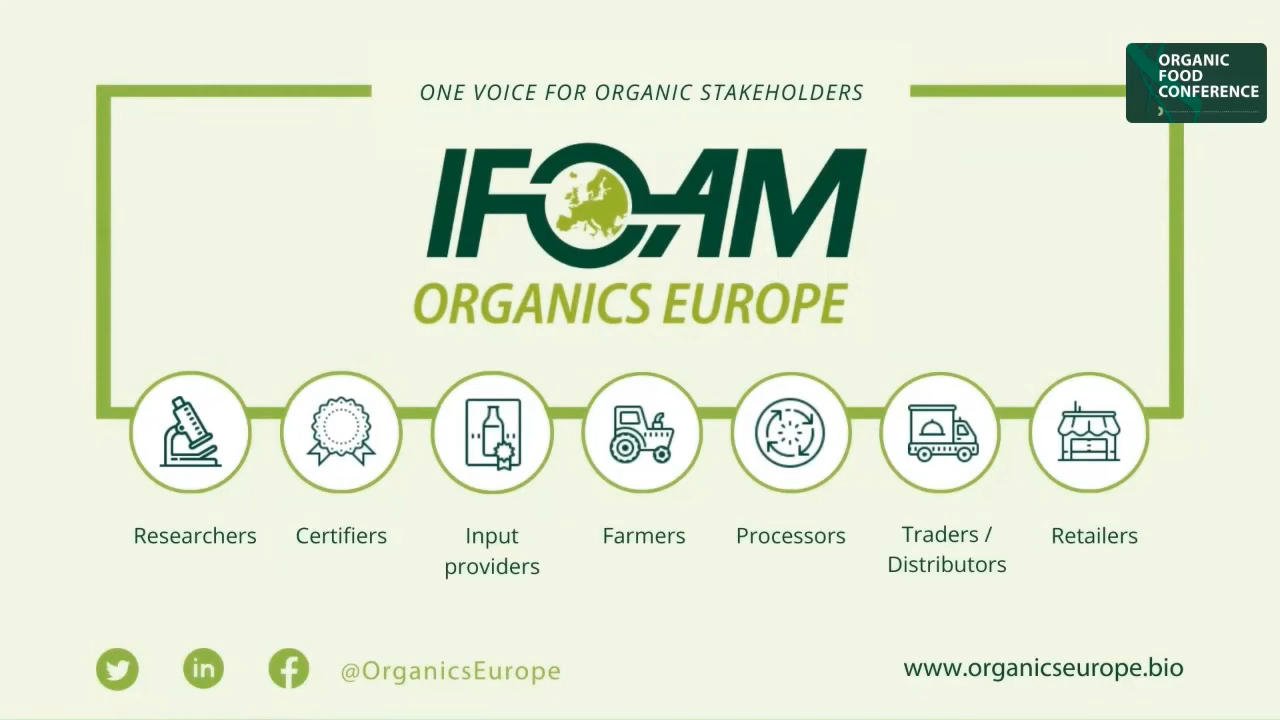 ORGANIC
FOOD
CONFERENCE
ONE VOICE FOR ORGANIC STAKEHOLDERS
IFOAM
ORGANICS EUROPE
Researchers
Certifiers
Input
providers
Farmers
Processors
Traders /
Distributors
Retailers
in
@OrganicsEurope
www.organicseurope.bio